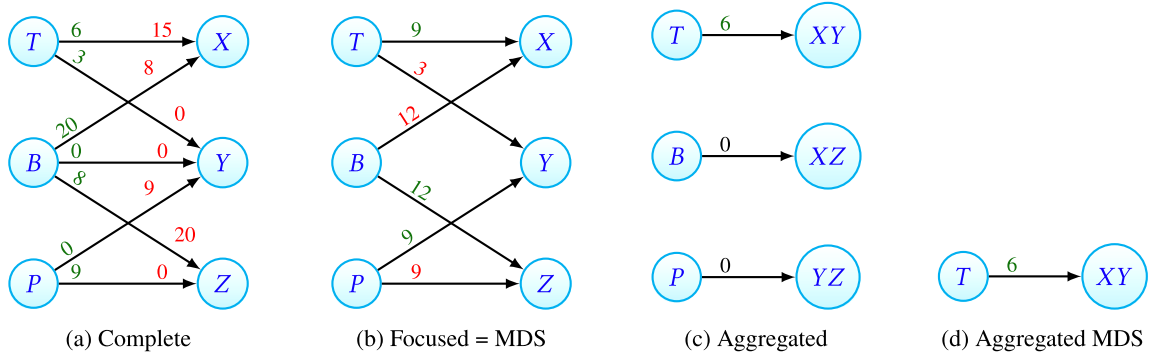 T 6 15 X
3
8
0
20
B 0 0 Y
8
9
20
0
P 9 0 Z
(a) Complete
T 9 X
3
12
B Y
12
9
P 9 Z
(b) Focused = MDS
T 6 XY
B 0 XZ
P 0 YZ
(c) Aggregated
T 6 XY
(d) Aggregated MDS